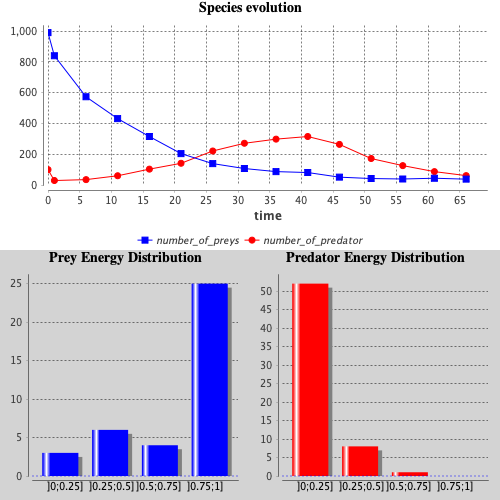 Species evolution
1,000
800
600
400
200
0
0 5 10 15 20 25 30 35 40 45 50 55 60 65
time
number_of_preys number_of_predator
Prey Energy Distribution
25
20
15
10
5
0
]0;0.25] ]0.25;0.5] ]0.5;0.75] ]0.75;1]
Predator Energy Distribution
50
45
40
35
30
25
20
15
10
5
0
]0;0.25] ]0.25;0.5] ]0.5;0.75] ]0.75;1]